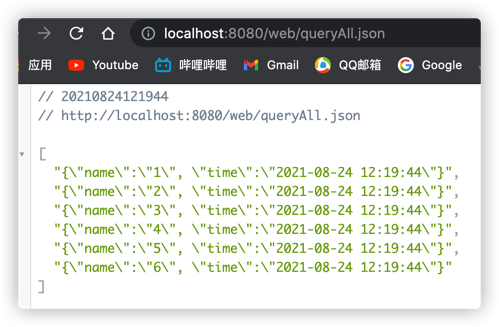 localhost:8080/web/queryAll.json
应用 Youtube 哔哩哔哩 Gmail QQ邮箱 Google
// 20210824121944
// http://localhost:8080/web/queryAll.json
[
"{\"name\":\"1\", \"time\":\"2021-08-24 12:19:44\"}",
"{\"name\":\"2\", \"time\":\"2021-08-24 12:19:44\"}",
"{\"name\":\"3\", \"time\":\"2021-08-24 12:19:44\"}",
"{\"name\":\"4\", \"time\":\"2021-08-24 12:19:44\"}",
"{\"name\":\"5\", \"time\":\"2021-08-24 12:19:44\"}",
"{\"name\":\"6\", \"time\":\"2021-08-24 12:19:44\"}"
]